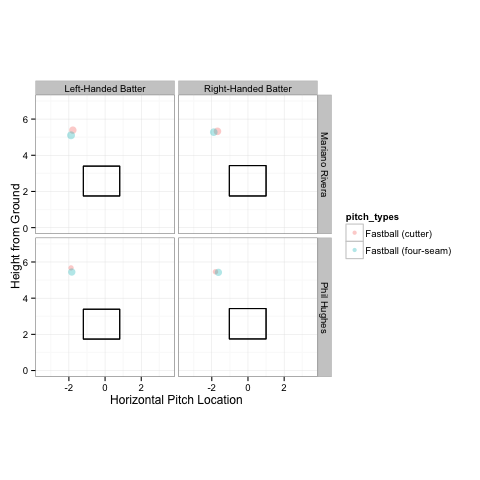 Left-Handed Batter
Right-Handed Batter
6
4
2
0
Mariano Rivera
6
4
2
0
Phil Hughes
-2
0
2
-2
0
2
Height from Ground
Horizontal Pitch Location
pitch_types
Fastball (cutter)
Fastball (four-seam)